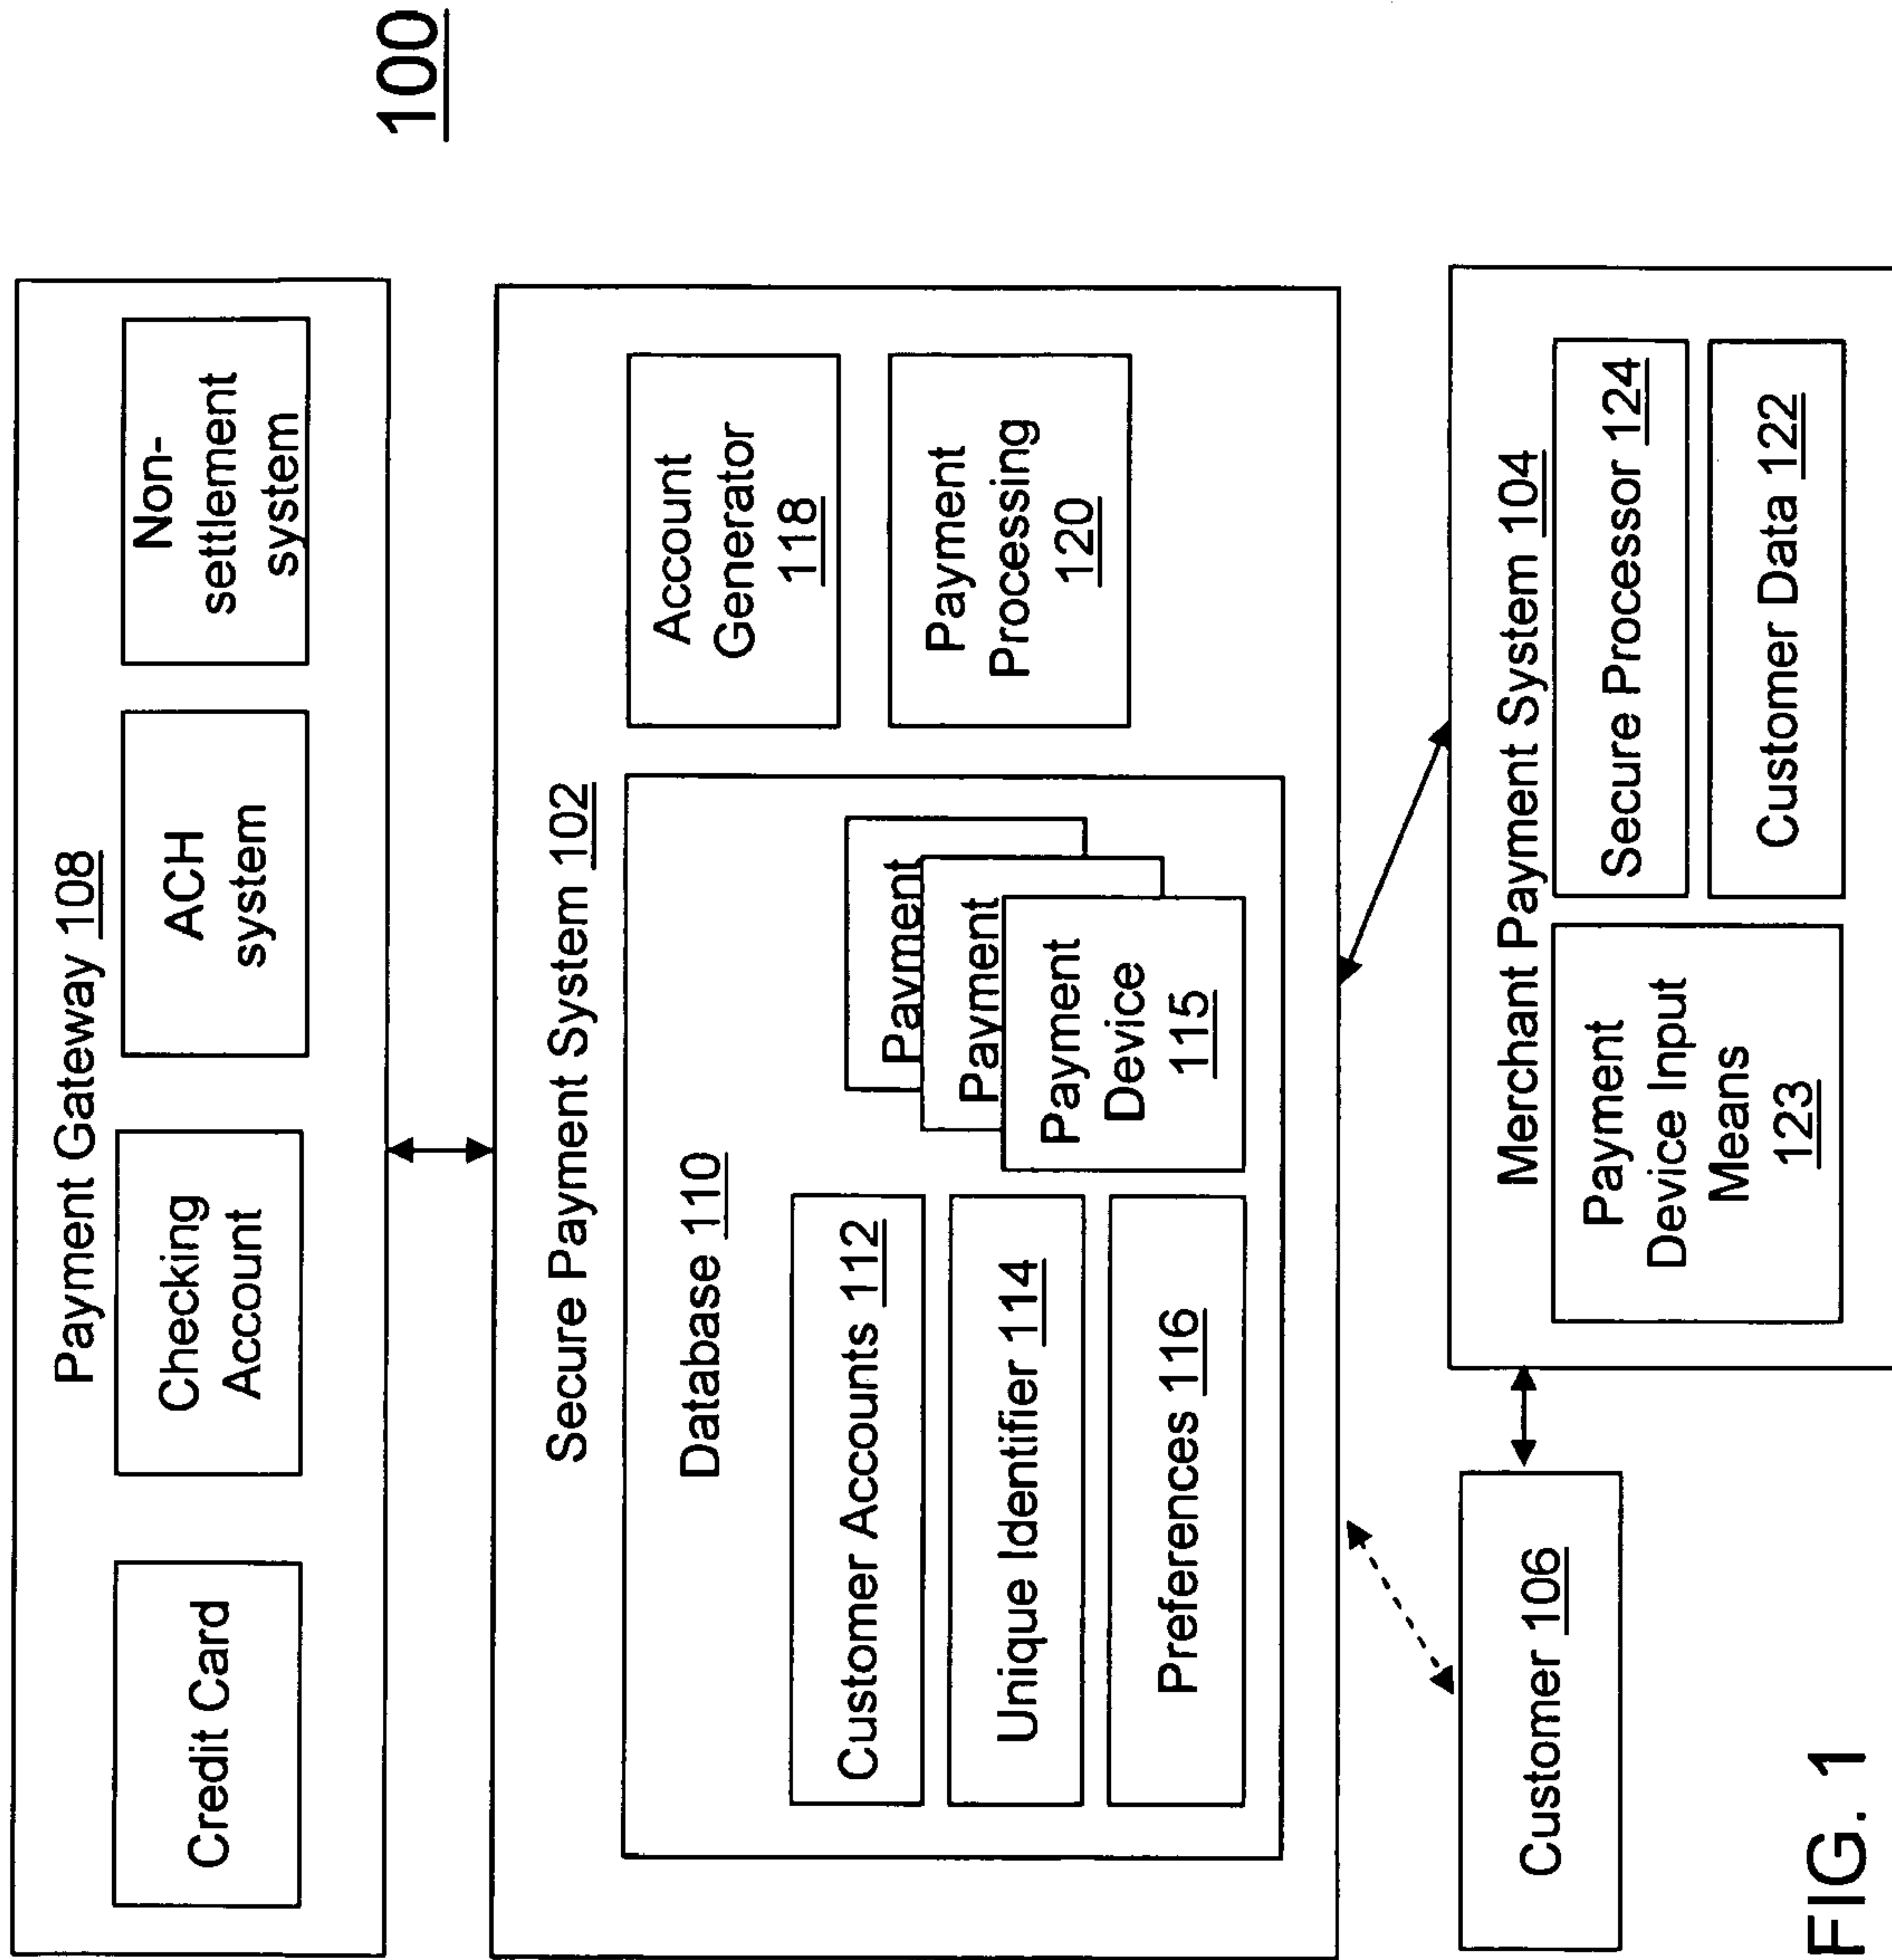 100
Payment Gateway 108
Credit Card
Checking
Account
ACH
system
Non-
settlement
system
Secure Payment System 102
Database 110
Customer Accounts 112
Unique Identifier 114
Preferences 116
Payment
Payment
Payment
Device
115
Account
Generator
118
Payment
Processing
120
Customer 106
Merchant Payment System 104
Payment
Device Input
Means
123
Secure Processor 124
Customer Data 122
FIG. 1